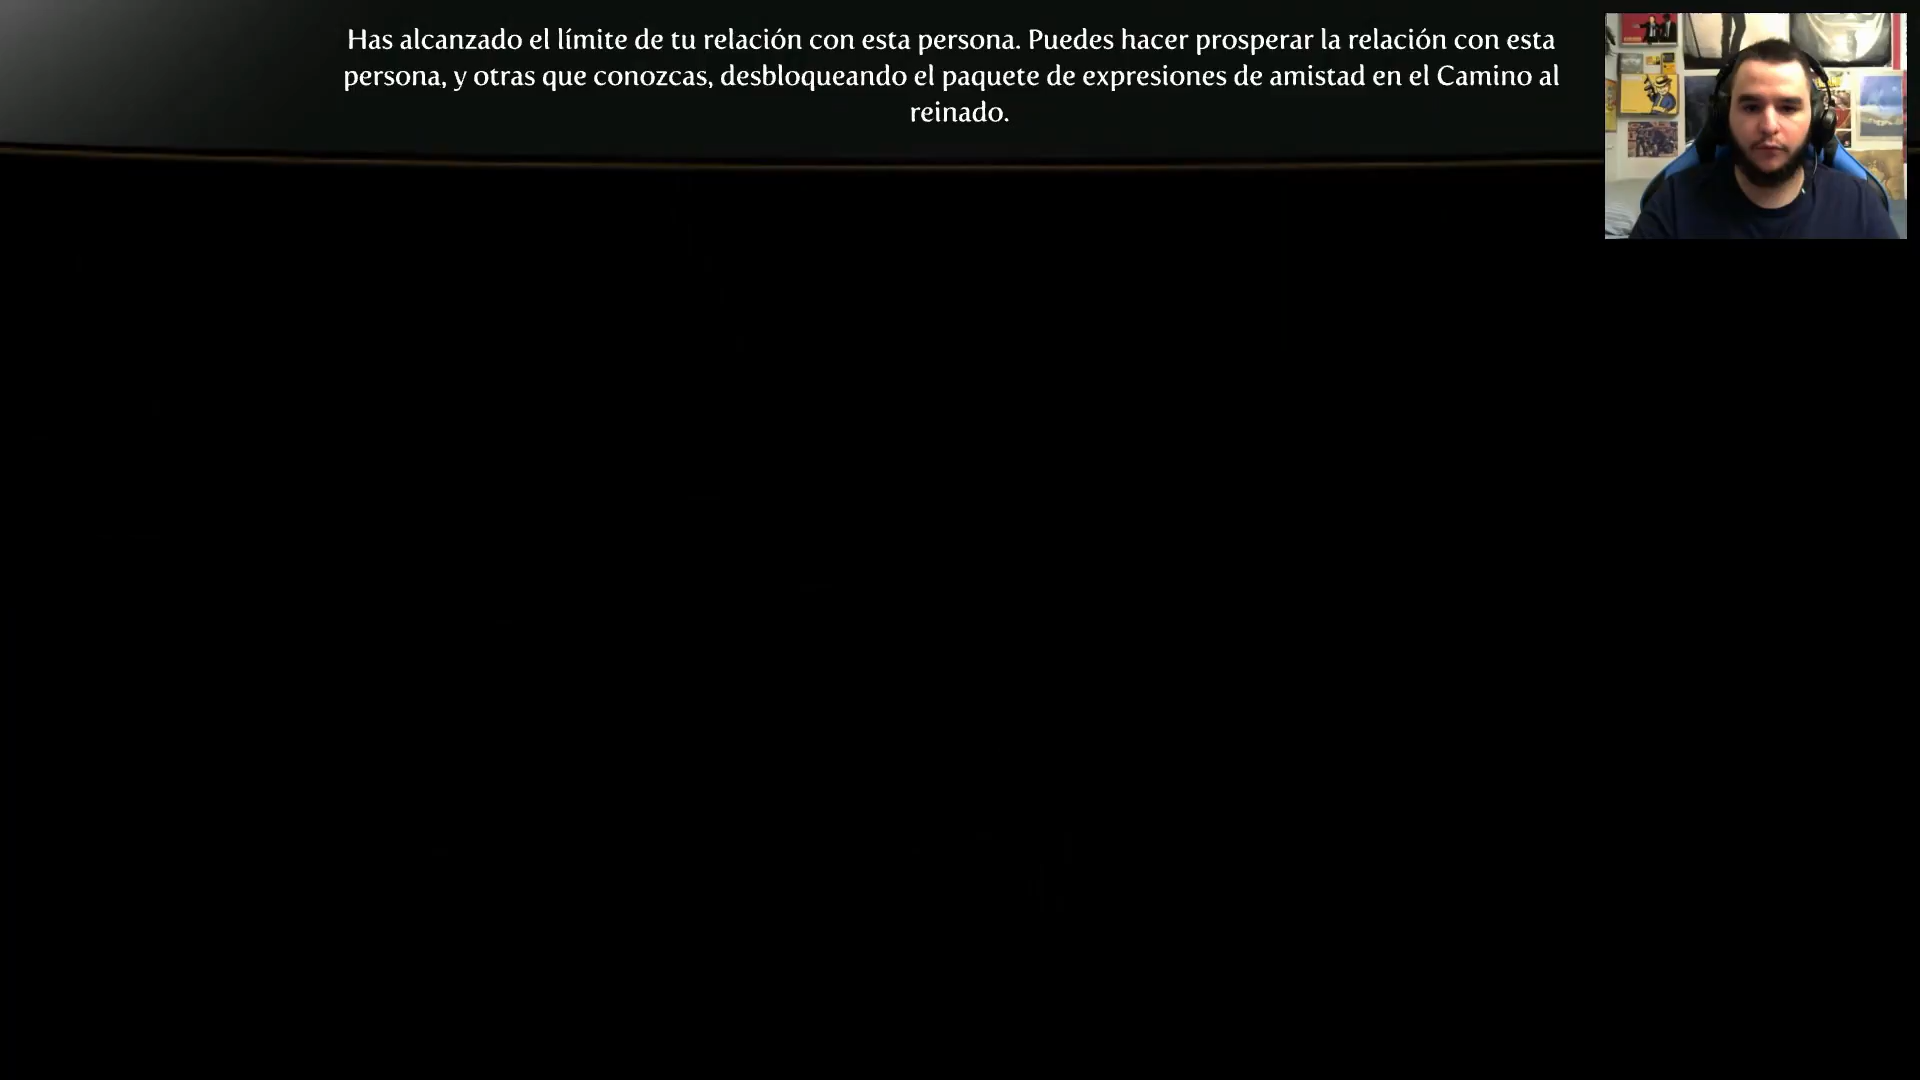 Has alcanzado el límite de tu relación con esta persona. Puedes hacer prosperar la relación con esta
persona, y otras que conozcas, desbloqueando el paquete de expresiones de amistad en el Camino al
reinado.